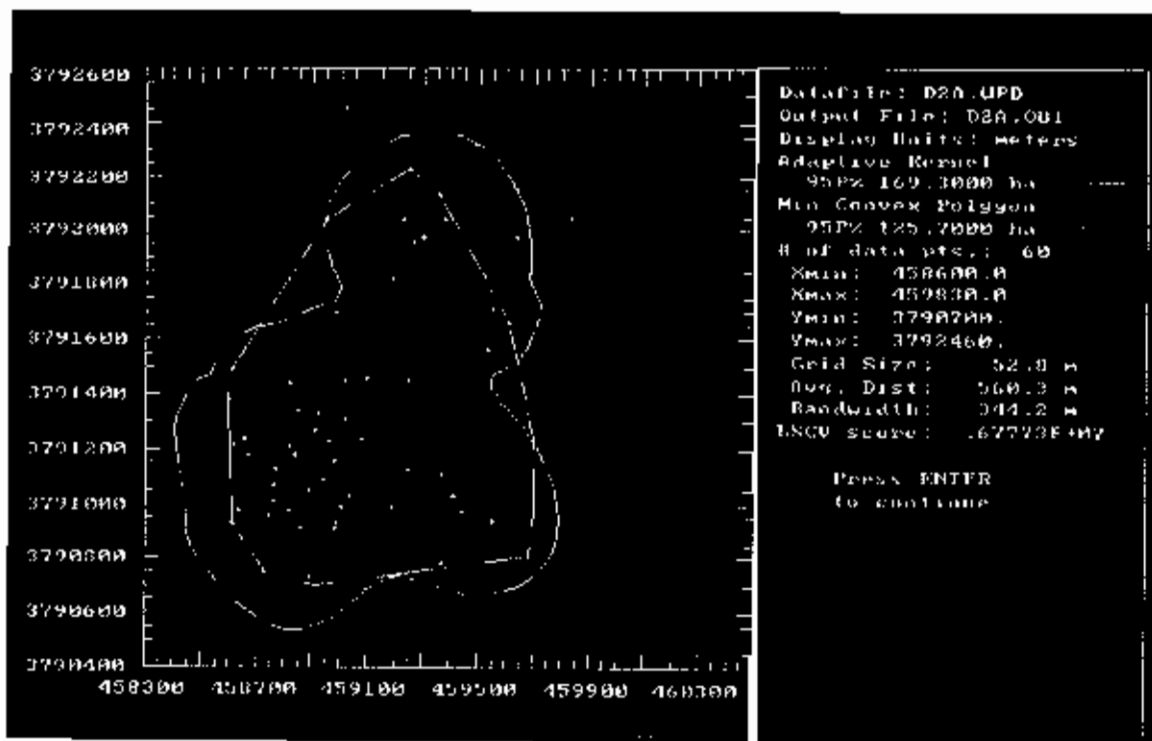 3792600
3792400
3792200
3792000
3791800
3791600
3791400
3791200
3791000
3790800
3790600
3790400
458300 458700 459100 459500 459900 460300
Datafile: D2A.UPD
Output File: D2A.OB1
Display Units: meters
Adaptive Kernel
95P% 169.3000 ha ----
Min Convex Polygon
95P% 125.7000 ha
# of data pts.: 60
Xmin: 458600.0
Xmax: 459830.0
Ymin: 3790700.
Ymax: 3792460.
Grid Size: 52.8 m
Avg. Dist: 560.3 m
Bandwidth: 344.2 m
LSCV score: .67773E+07
Press ENTER
to continue